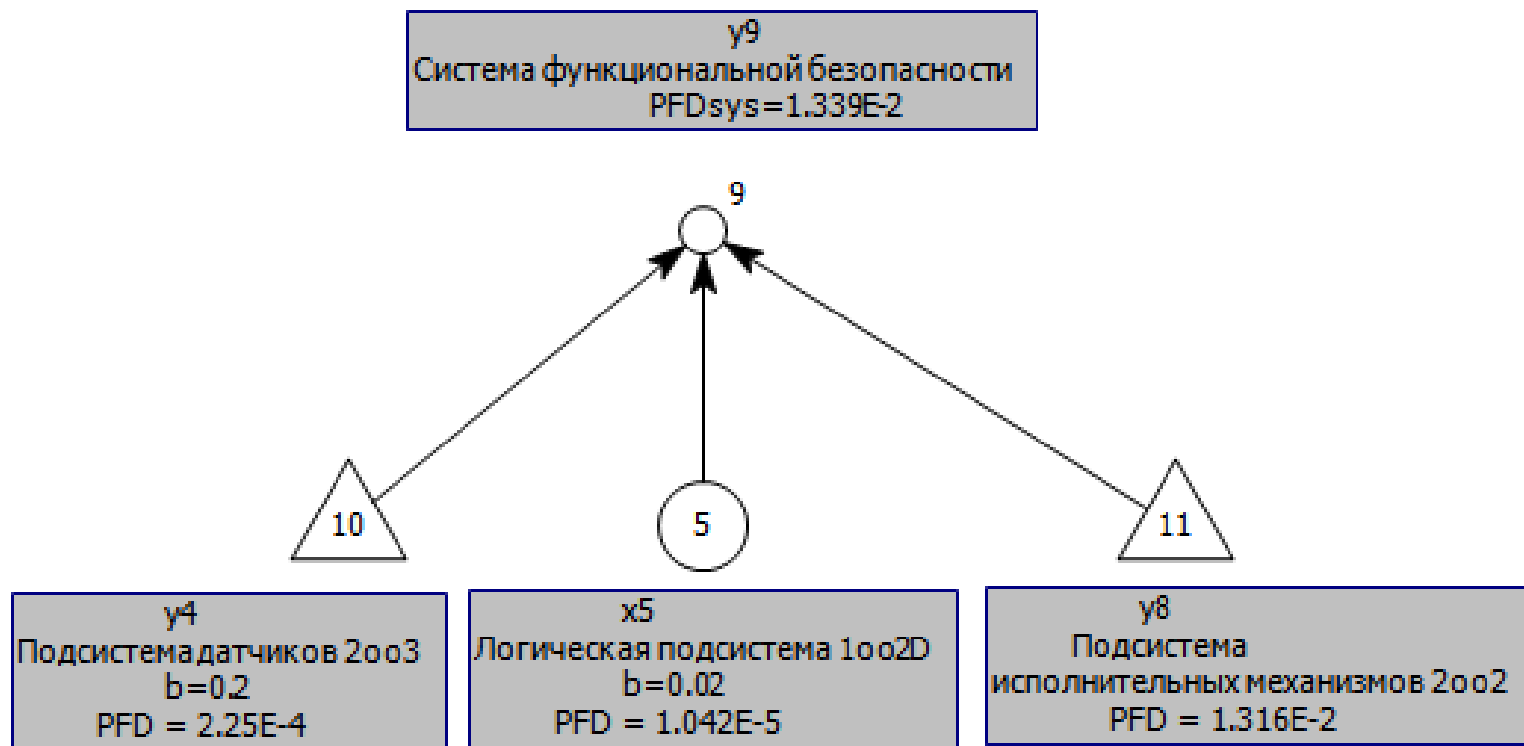 y9
Система функциональной безопасности
PFDsys=1.339E-2
9
10
5
11
y4
Подсистема датчиков 2oo3
b=0.2
PFD = 2.25E-4
x5
Логическая подсистема 1oo2D
b=0.02
PFD = 1.042E-5
y8
Подсистема
исполнительных механизмов 2oo2
PFD = 1.316E-2